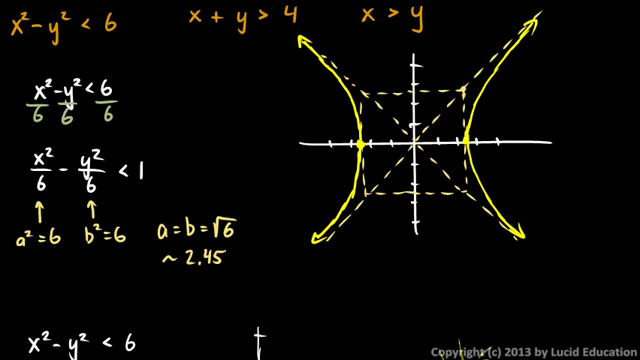 x² - y² < 6   x + y > 4   x > y
x² - y² < 6
6   6   6
x²/6 - y²/6 < 1
a² = 6   b² = 6   a = b = √6
~ 2.45
x² - y² < 6
Copyright (c) 2013 by Lucid Education